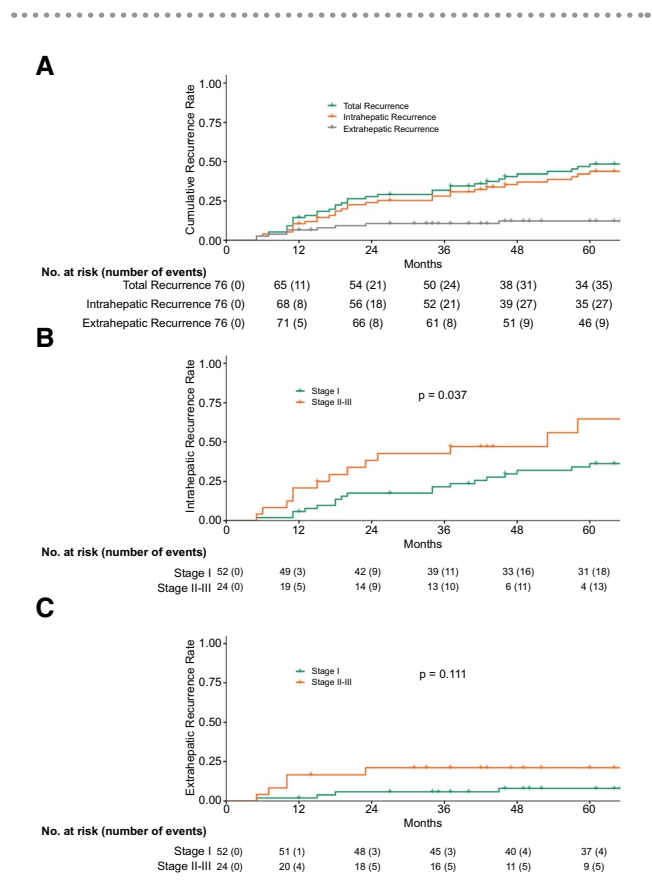 A
Cumulative Recurrence Rate
1.00
0.75
0.50
0.25
0.00
Total Recurrence
Intrahepatic Recurrence
Extrahepatic Recurrence
0 12 24 36 48 60
Months
No. at risk (number of events)
Total Recurrence 76 (0) 65 (11) 54 (21) 50 (24) 38 (31) 34 (35)
Intrahepatic Recurrence 76 (0) 68 (8) 56 (18) 52 (21) 39 (27) 35 (27)
Extrahepatic Recurrence 76 (0) 71 (5) 66 (8) 61 (8) 51 (9) 46 (9)
B
Intrahepatic Recurrence Rate
1.00
0.75
0.50
0.25
0.00
Stage I
Stage II-III
p = 0.037
0 12 24 36 48 60
Months
No. at risk (number of events)
Stage I 52 (0) 49 (3) 42 (9) 39 (11) 33 (16) 31 (18)
Stage II-III 24 (0) 19 (5) 14 (9) 13 (10) 6 (11) 4 (13)
C
Extrahepatic Recurrence Rate
1.00
0.75
0.50
0.25
0.00
Stage I
Stage II-III
p = 0.111
0 12 24 36 48 60
Months
No. at risk (number of events)
Stage I 52 (0) 51 (1) 48 (3) 45 (3) 40 (4) 37 (4)
Stage II-III 24 (0) 20 (4) 18 (5) 16 (5) 11 (5) 9 (5)